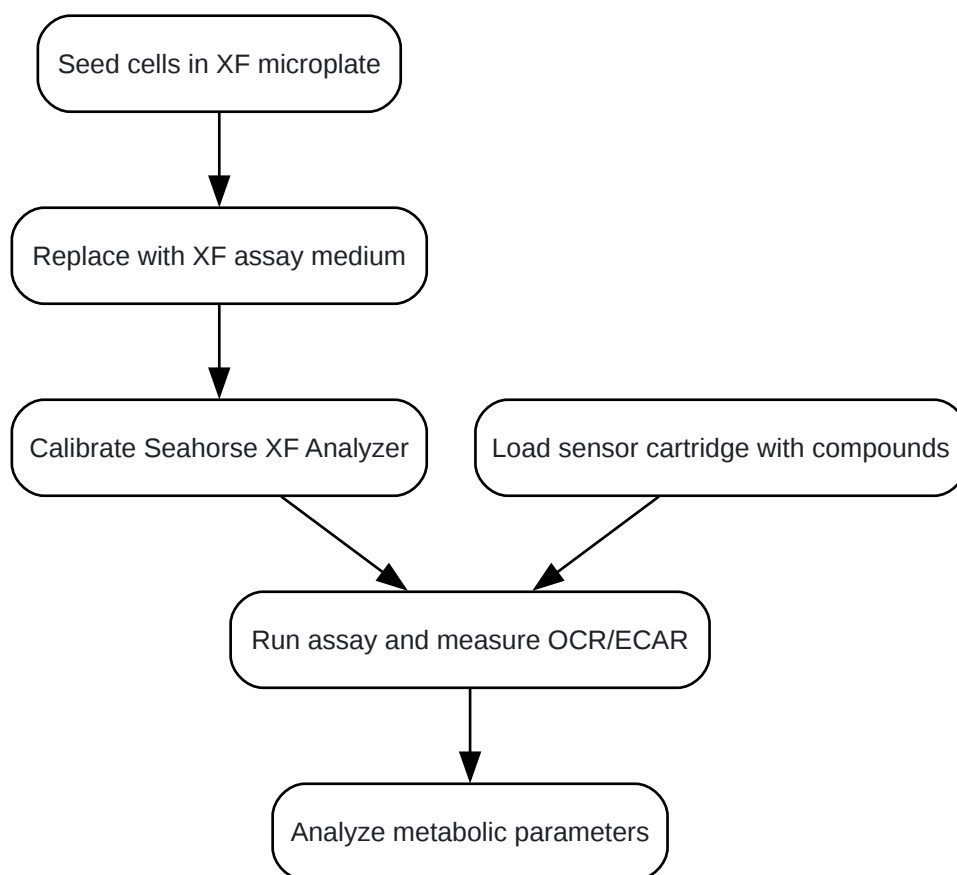 Seed cells in XF microplate
Replace with XF assay medium
Calibrate Seahorse XF Analyzer
Load sensor cartridge with compounds
Run assay and measure OCR/ECAR
Analyze metabolic parameters